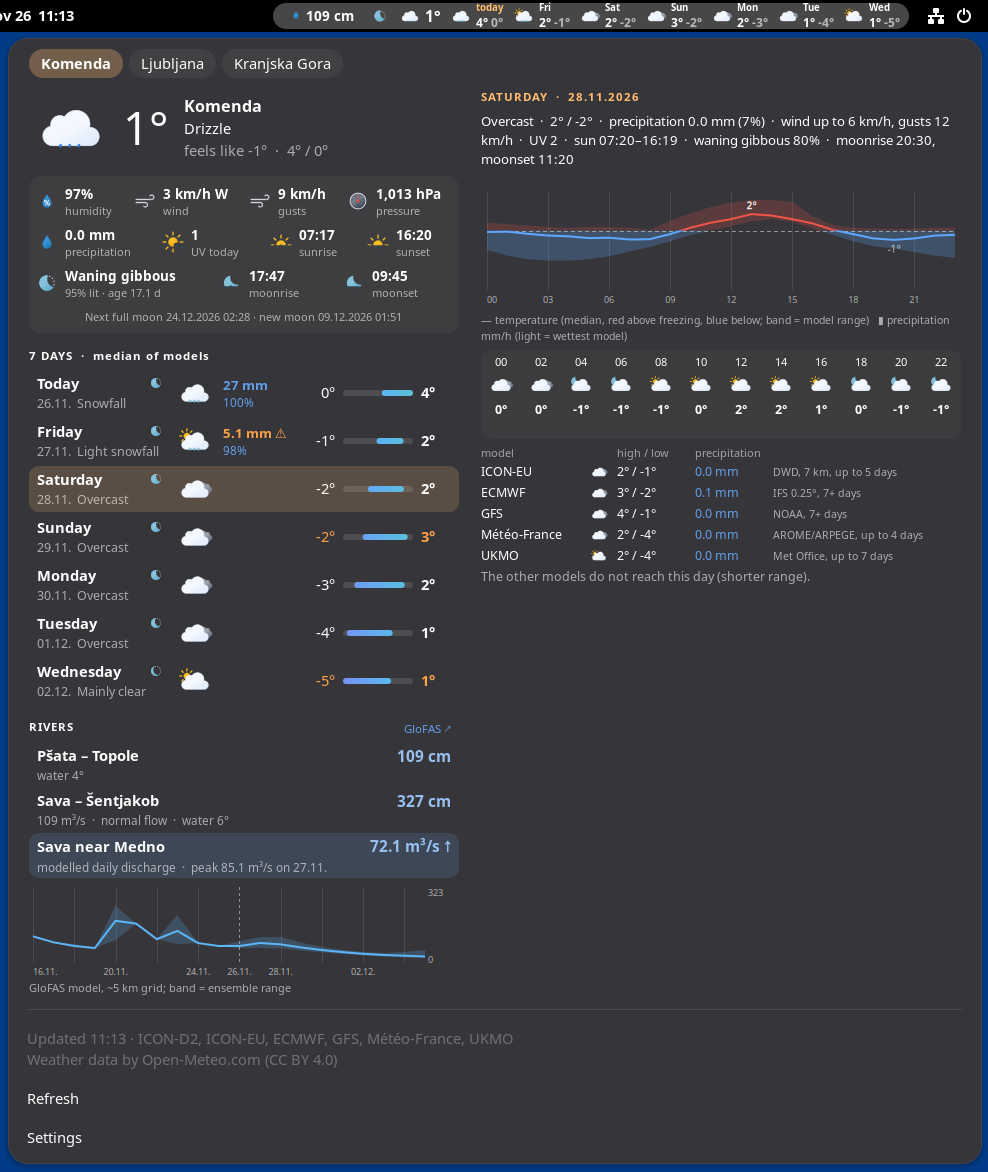 ov 26 11:13
109 cm
1°
today
4° 0°
Fri
2° -1°
Sat
2° -2°
Sun
3° -2°
Mon
2° -3°
Tue
1° -4°
Wed
1° -5°
Komenda
Ljubljana
Kranjska Gora
1°
Komenda
Drizzle
feels like -1° · 4° / 0°
97%
humidity
3 km/h W
wind
9 km/h
gusts
1,013 hPa
pressure
0.0 mm
precipitation
1
UV today
07:17
sunrise
16:20
sunset
Waning gibbous
95% lit · age 17.1 d
17:47
moonrise
09:45
moonset
Next full moon 24.12.2026 02:28 · new moon 09.12.2026 01:51
7 DAYS · median of models
Today
26.11. Snowfall
27 mm
100%
0° 4°
Friday
27.11. Light snowfall
5.1 mm ⚠
98%
-1° 2°
Saturday
28.11. Overcast
-2° 2°
Sunday
29.11. Overcast
-2° 3°
Monday
30.11. Overcast
-3° 2°
Tuesday
01.12. Overcast
-4° 1°
Wednesday
02.12. Mainly clear
-5° 1°
RIVERS
GloFAS ↗
Pšata – Topole
109 cm
water 4°
Sava – Šentjakob
327 cm
109 m³/s · normal flow · water 6°
Sava near Medno
72.1 m³/s ↑
modelled daily discharge · peak 85.1 m³/s on 27.11.
323
0
16.11. 20.11. 24.11. 26.11. 28.11. 02.12.
GloFAS model, ~5 km grid; band = ensemble range
SATURDAY · 28.11.2026
Overcast · 2° / -2° · precipitation 0.0 mm (7%) · wind up to 6 km/h, gusts 12
km/h · UV 2 · sun 07:20–16:19 · waning gibbous 80% · moonrise 20:30,
moonset 11:20
2°
-1°
00 03 06 09 12 15 18 21
— temperature (median, red above freezing, blue below; band = model range) ▮ precipitation
mm/h (light = wettest model)
00 02 04 06 08 10 12 14 16 18 20 22
0° 0° -1° -1° -1° 0° 2° 2° 1° 0° -1° -1°
model high / low precipitation
ICON-EU 2° / -1° 0.0 mm DWD, 7 km, up to 5 days
ECMWF 3° / -2° 0.1 mm IFS 0.25°, 7+ days
GFS 4° / -1° 0.0 mm NOAA, 7+ days
Météo-France 2° / -4° 0.0 mm AROME/ARPEGE, up to 4 days
UKMO 2° / -4° 0.0 mm Met Office, up to 7 days
The other models do not reach this day (shorter range).
Updated 11:13 · ICON-D2, ICON-EU, ECMWF, GFS, Météo-France, UKMO
Weather data by Open-Meteo.com (CC BY 4.0)
Refresh
Settings